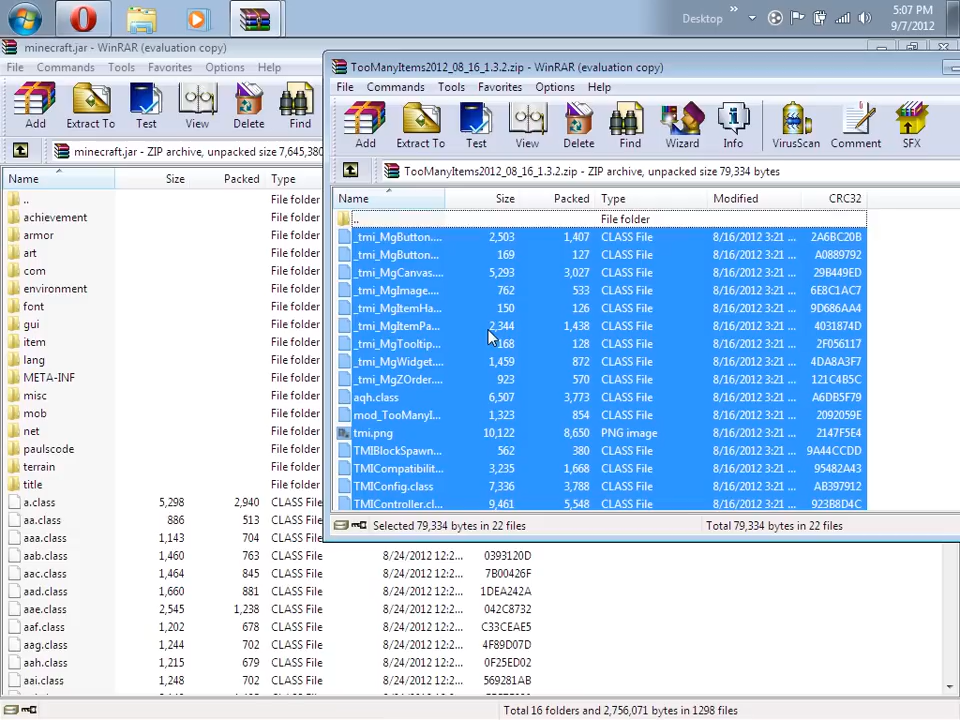 Desktop
»
5:07 PM
9/7/2012
minecraft.jar - WinRAR (evaluation copy)
File Commands Tools Favorites Options Help
Add Extract To Test View Delete Find
minecraft.jar - ZIP archive, unpacked size 7,645,380
Name Size Packed Type
.. File folder
achievement File folder
armor File folder
art File folder
com File folder
environment File folder
font File folder
gui File folder
item File folder
lang File folder
META-INF File folder
misc File folder
mob File folder
net File folder
paulscode File folder
terrain File folder
title File folder
a.class 5,298 2,940 CLASS File
aa.class 886 513 CLASS File
aaa.class 1,143 704 CLASS File
aab.class 1,460 763 CLASS File 8/24/2012 12:2... 0393120D
aac.class 1,464 845 CLASS File 8/24/2012 12:2... 7B00426F
aad.class 1,660 881 CLASS File 8/24/2012 12:2... 1DEA242A
aae.class 2,545 1,238 CLASS File 8/24/2012 12:2... 042C8732
aaf.class 1,202 678 CLASS File 8/24/2012 12:2... C33CEAE5
aag.class 1,244 702 CLASS File 8/24/2012 12:2... 4F89D07D
aah.class 1,215 679 CLASS File 8/24/2012 12:2... 0F25ED02
aai.class 1,248 702 CLASS File 8/24/2012 12:2... 569281AB
Total 16 folders and 2,756,071 bytes in 1298 files
TooManyItems2012_08_16_1.3.2.zip - WinRAR (evaluation copy)
File Commands Tools Favorites Options Help
Add Extract To Test View Delete Find Wizard Info VirusScan Comment SFX
TooManyItems2012_08_16_1.3.2.zip - ZIP archive, unpacked size 79,334 bytes
Name Size Packed Type Modified CRC32
.. File folder
_tmi_MgButton.... 2,503 1,407 CLASS File 8/16/2012 3:21 ... 2A6BC20B
_tmi_MgButton... 169 127 CLASS File 8/16/2012 3:21 ... A0889792
_tmi_MgCanvas.... 5,293 3,027 CLASS File 8/16/2012 3:21 ... 29B449ED
_tmi_MgImage.... 762 533 CLASS File 8/16/2012 3:21 ... 6E8C1AC7
_tmi_MgItemHa... 150 126 CLASS File 8/16/2012 3:21 ... 9D686AA4
_tmi_MgItemPa... 2,344 1,438 CLASS File 8/16/2012 3:21 ... 4031874D
_tmi_MgTooltip... 168 128 CLASS File 8/16/2012 3:21 ... 2F056117
_tmi_MgWidget.... 1,459 872 CLASS File 8/16/2012 3:21 ... 4DA8A3F7
_tmi_MgZOrder.... 923 570 CLASS File 8/16/2012 3:21 ... 121C4B5C
aqh.class 6,507 3,773 CLASS File 8/16/2012 3:21 ... A6DB5F79
mod_TooManyI... 1,323 854 CLASS File 8/16/2012 3:21 ... 2092059E
tmi.png 10,122 8,650 PNG image 8/16/2012 3:21 ... 2147F5E4
TMIBlockSpawn... 562 380 CLASS File 8/16/2012 3:21 ... 9A44CCDD
TMICompatibilit... 3,235 1,668 CLASS File 8/16/2012 3:21 ... 95482A43
TMIConfig.class 7,336 3,788 CLASS File 8/16/2012 3:21 ... AB397912
TMIController.cl... 9,461 5,548 CLASS File 8/16/2012 3:21 ... 923B8D4C
Selected 79,334 bytes in 22 files Total 79,334 bytes in 22 files